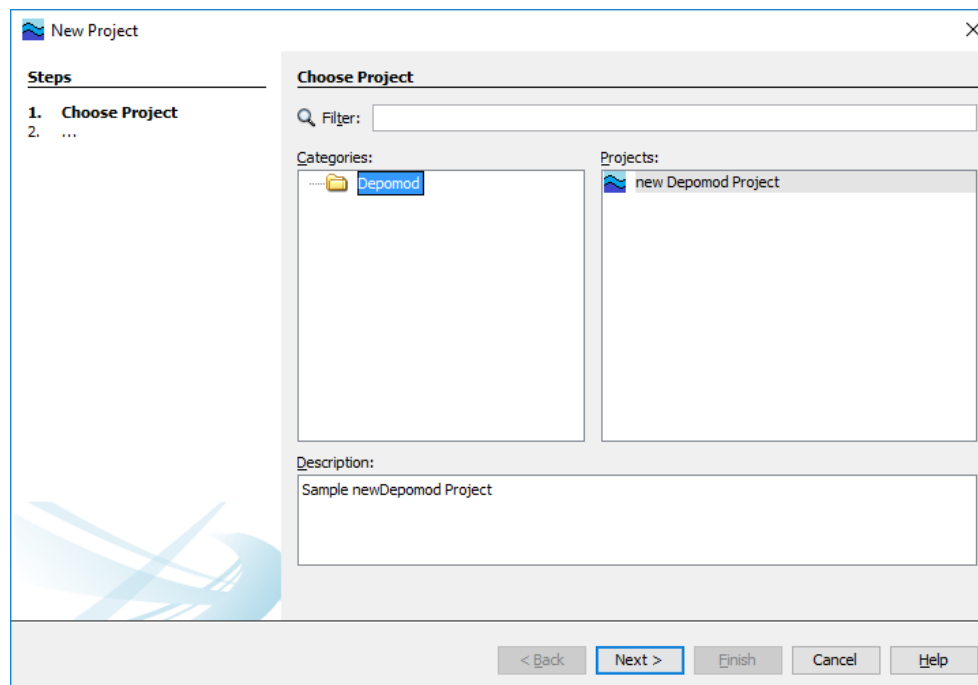 New Project
Steps
1. Choose Project
2. ...
Choose Project
Filter:
Categories:
Depomod
Projects:
new Depomod Project
Description:
Sample newDepomod Project
< Back
Next >
Finish
Cancel
Help